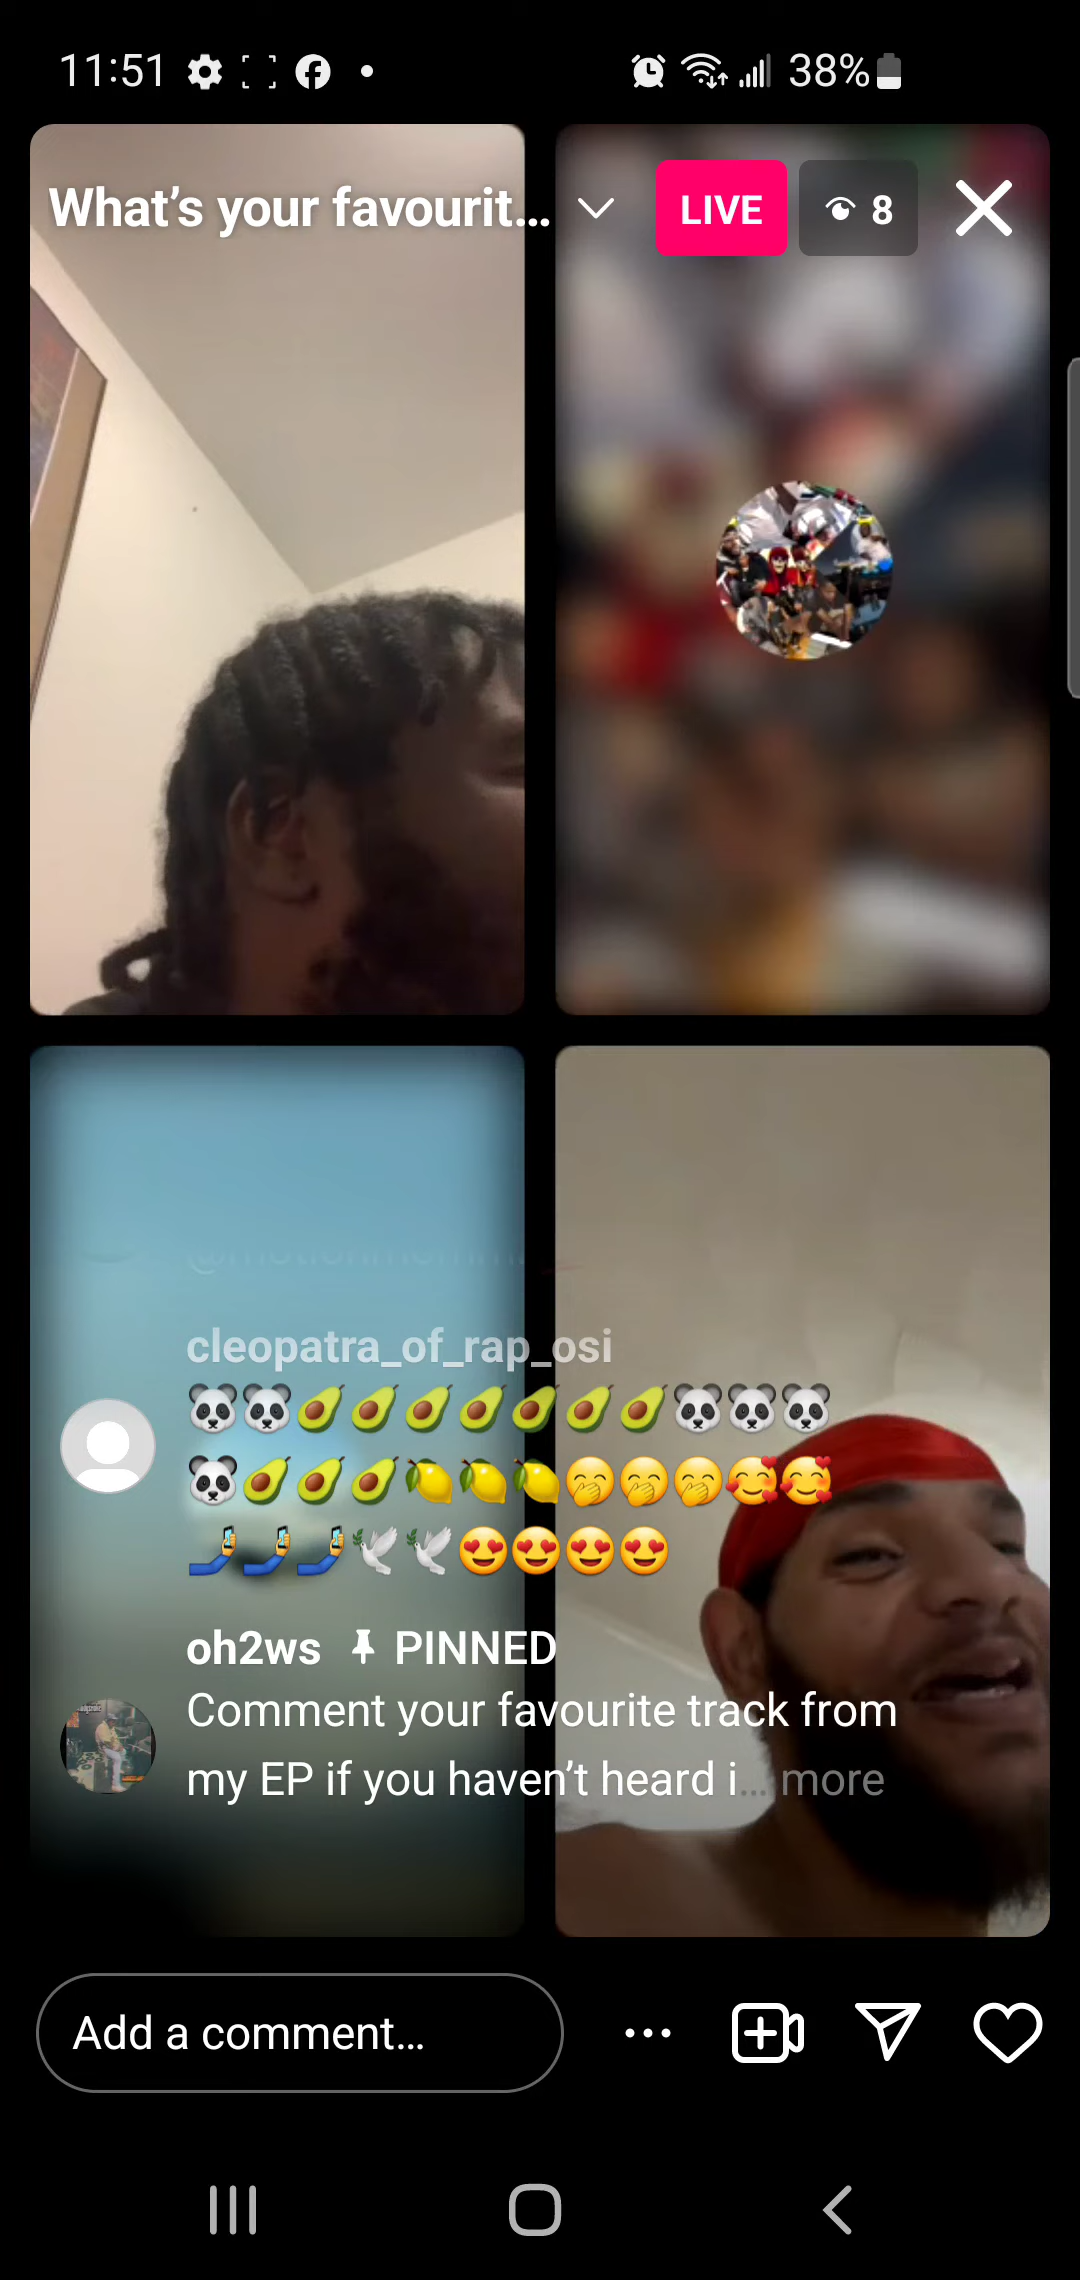 11:51
38%
What’s your favourit...
LIVE
8
cleopatra_of_rap_osi
🐼🐼🥑🥑🥑🥑🥑🥑🥑🐼🐼🐼
🐼🥑🥑🥑🍋🍋🍋🤭🤭🤭🥰🥰
🤳🤳🤳🕊️🕊️😍😍😍😍
oh2ws PINNED
Comment your favourite track from
my EP if you haven’t heard i... more
Add a comment...